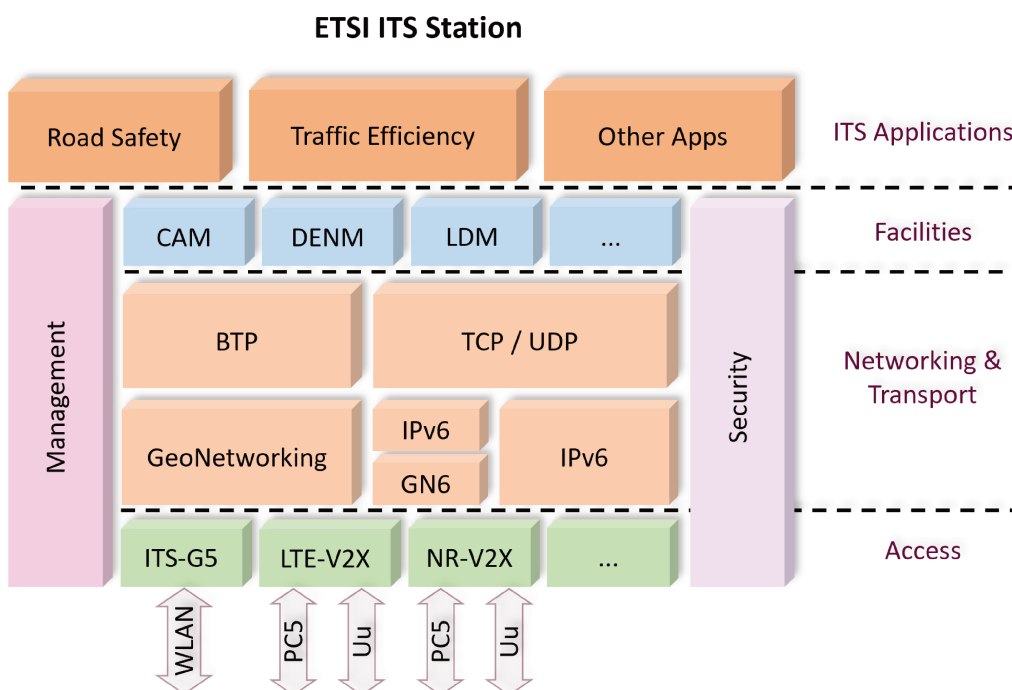 ETSI ITS Station
Road Safety
Traffic Efficiency
Other Apps
ITS Applications
Management
CAM
DENM
LDM
...
Security
Facilities
BTP
TCP / UDP
Networking &
Transport
GeoNetworking
IPv6
GN6
IPv6
ITS-G5
LTE-V2X
NR-V2X
...
Access
WLAN
PC5
Uu
PC5
Uu